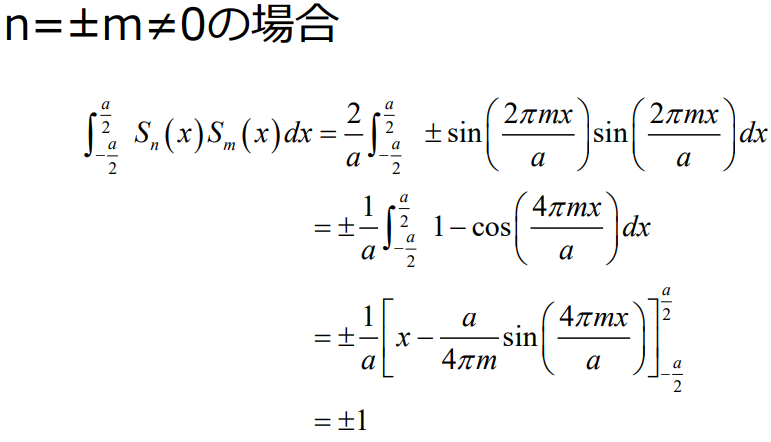 n=±m≠0の場合
∫_{-a/2}^{a/2} S_n(x)S_m(x)dx = 2/a ∫_{-a/2}^{a/2} ±sin(2πmx/a)sin(2πmx/a)dx
= ±1/a ∫_{-a/2}^{a/2} 1−cos(4πmx/a)dx
= ±1/a [x − a/4πm sin(4πmx/a)]_{-a/2}^{a/2}
= ±1